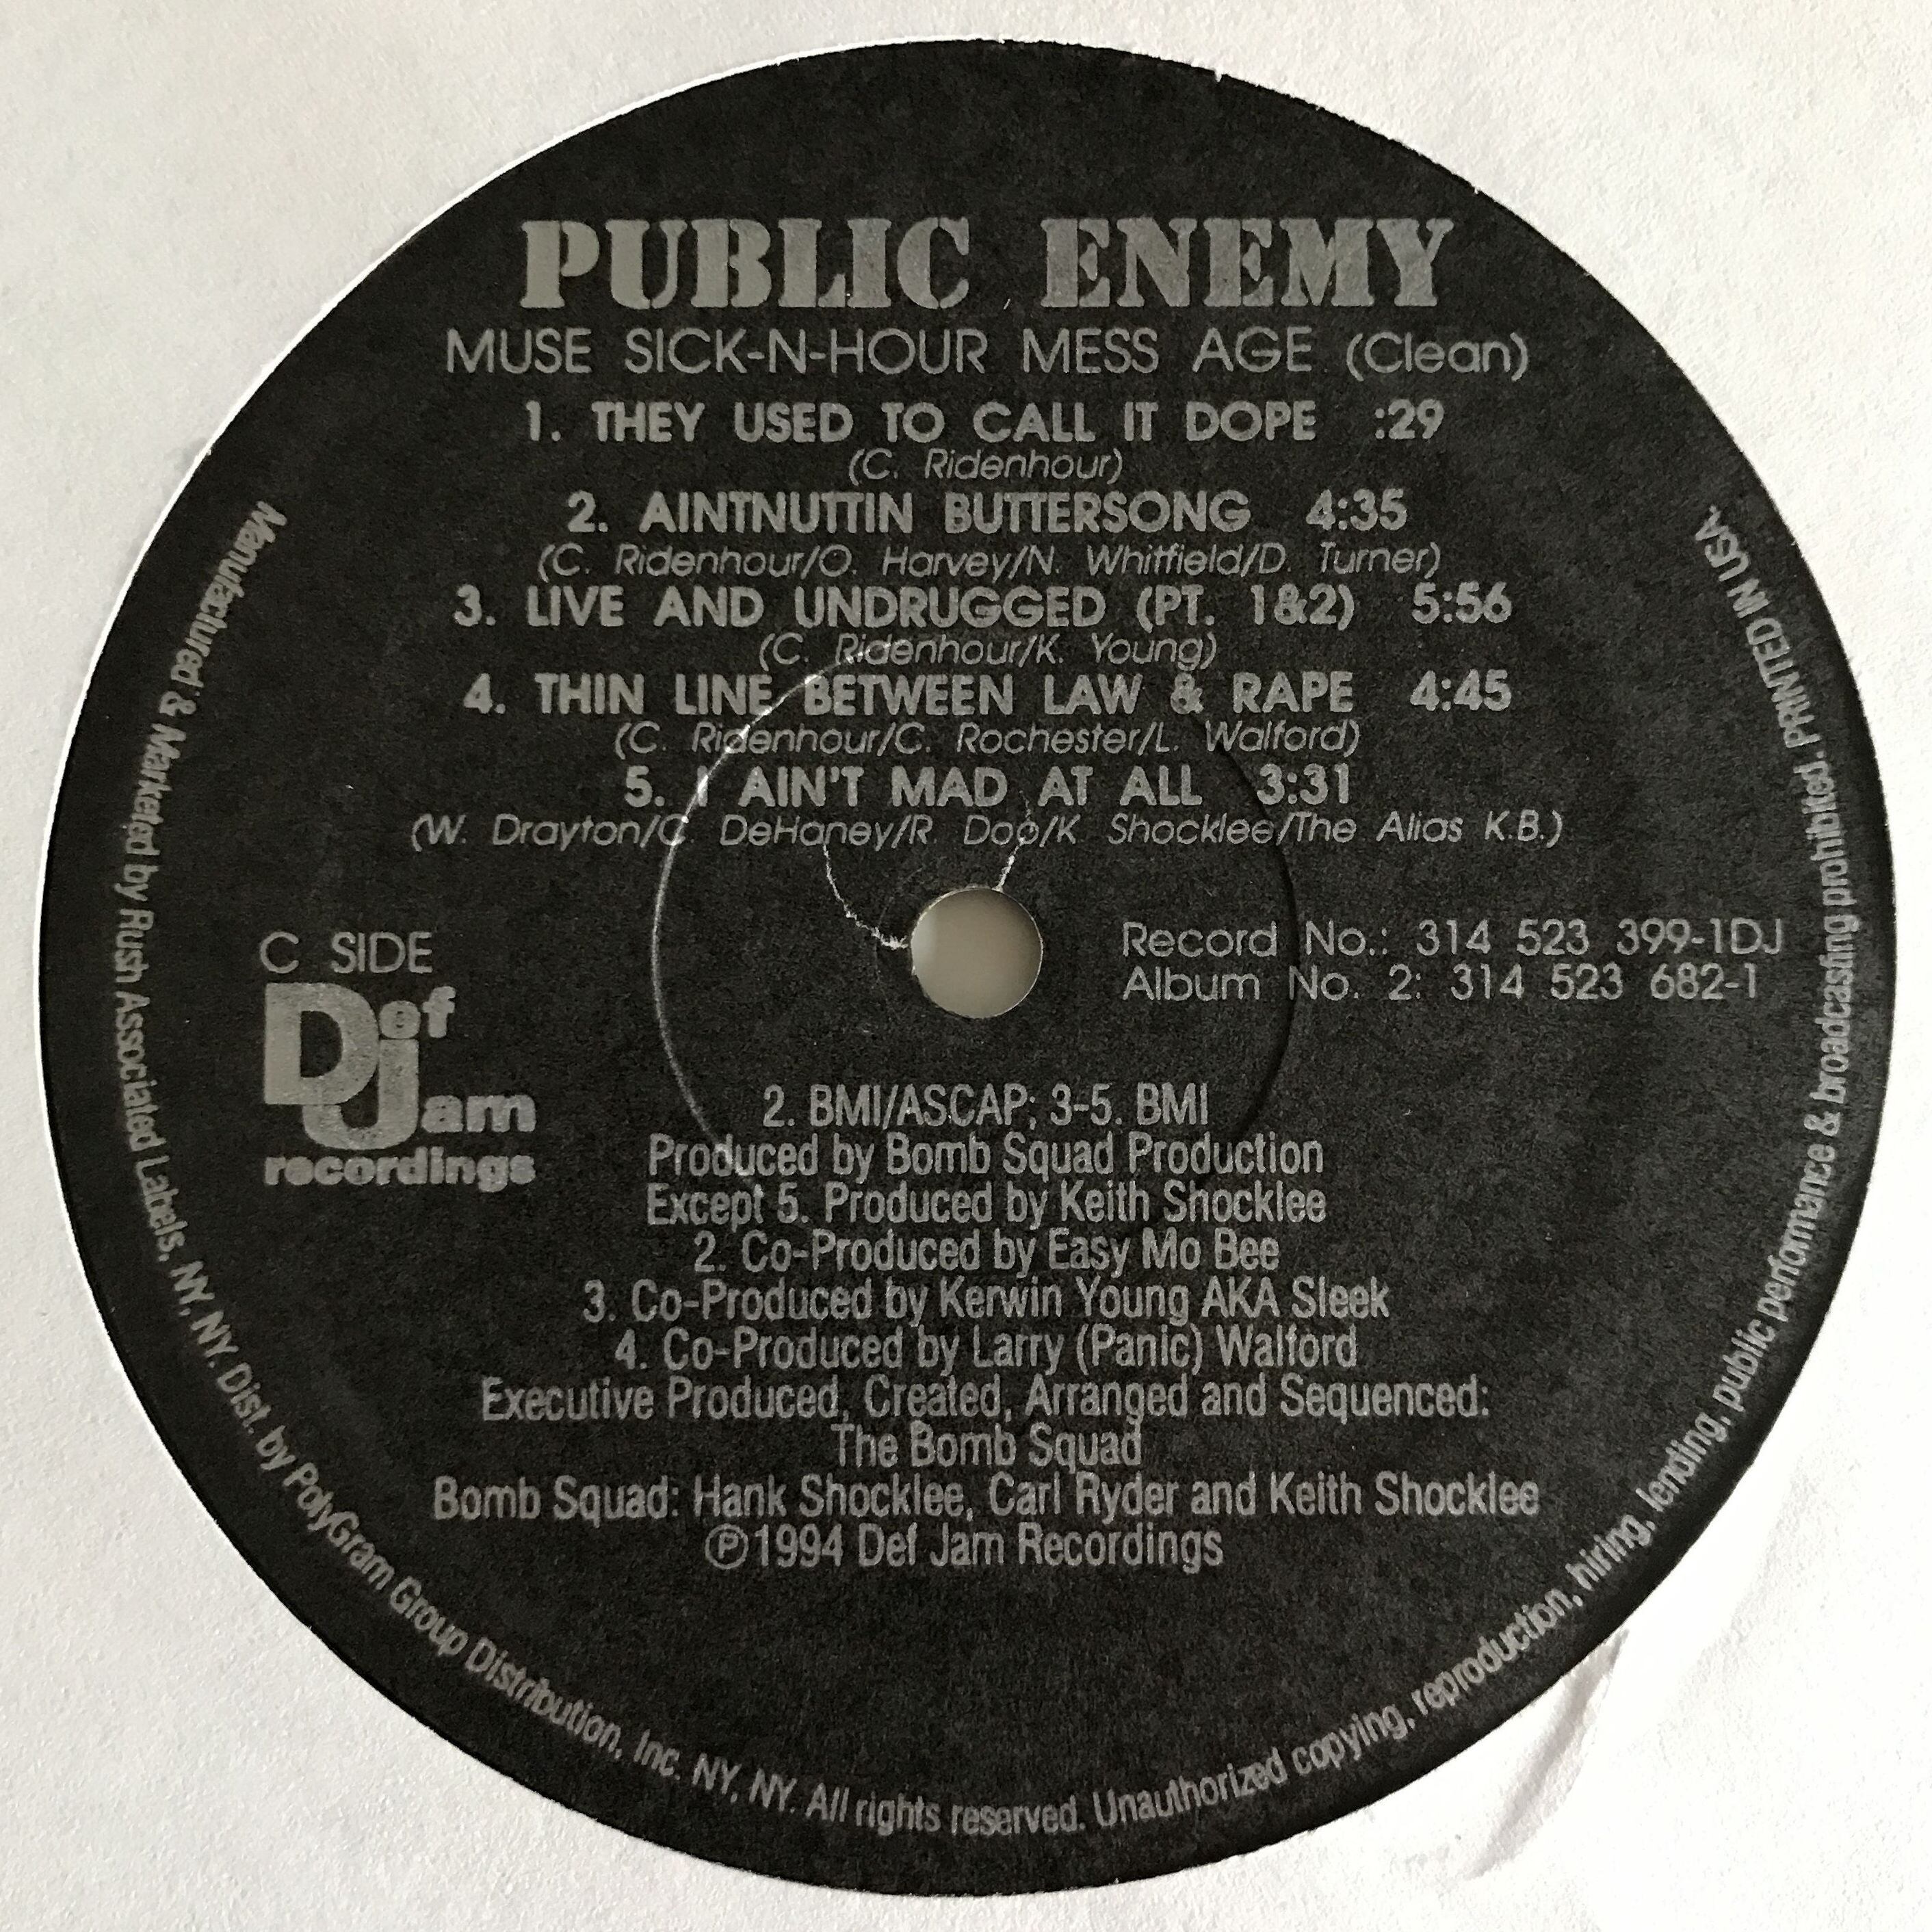 PUBLIC ENEMY
MUSE SICK-N-HOUR MESS AGE (Clean)
1. THEY USED TO CALL IT DOPE :29
(C. Ridenhour)
2. AINTNUTTIN BUTTERSONG 4:35
(C. Ridenhour/O. Harvey/N. Whitfield/D. Turner)
3. LIVE AND UNDRUGGED (PT. 1&2) 5:56
(C. Ridenhour/K. Young)
4. THIN LINE BETWEEN LAW & RAPE 4:45
(C. Ridenhour/C. Rochester/L. Walford)
5. I AIN'T MAD AT ALL 3:31
(W. Drayton/C. DeHaney/R. Doo/K Shocklee/The Alias K.B.)
C SIDE
Def
Jam
recordings
Record No.: 314 523 399-1DJ
Album No. 2: 314 523 682-1
2. BMI/ASCAP; 3-5. BMI
Produced by Bomb Squad Production
Except 5. Produced by Keith Shocklee
2. Co-Produced by Easy Mo Bee
3. Co-Produced by Kerwin Young AKA Sleek
4. Co-Produced by Larry (Panic) Walford
Executive Produced, Created, Arranged and Sequenced:
The Bomb Squad
Bomb Squad: Hank Shocklee, Carl Ryder and Keith Shocklee
℗1994 Def Jam Recordings
Manufactured & Marketed by Rush Associated Labels, NY, NY. Dist. by PolyGram Group Distribution, Inc. NY, NY. All rights reserved. Unauthorized copying, reproduction, hiring, lending, public performance & broadcasting prohibited. PRINTED IN USA.